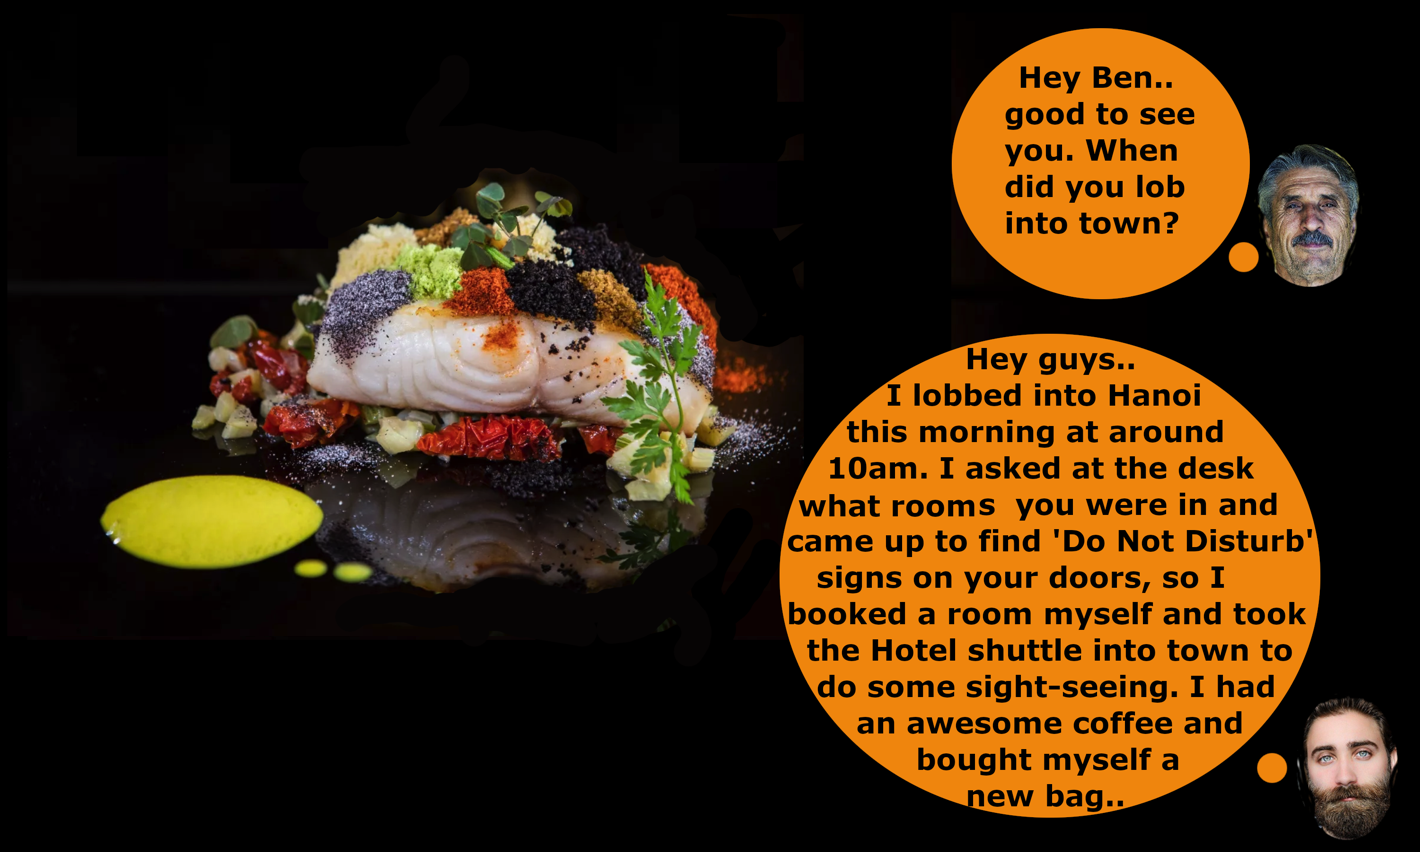 Hey Ben..
good to see
you. When
did you lob
into town?
Hey guys..
I lobbed into Hanoi
this morning at around
10am. I asked at the desk
what rooms you were in and
came up to find 'Do Not Disturb'
signs on your doors, so I
booked a room myself and took
the Hotel shuttle into town to
do some sight-seeing. I had
an awesome coffee and
bought myself a
new bag..